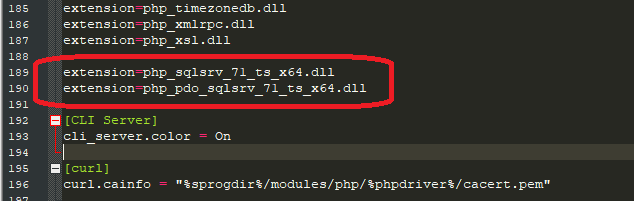 185 extension=php_timezonedb.dll
186 extension=php_xmlrpc.dll
187 extension=php_xsl.dll
188
189 extension=php_sqlsrv_71_ts_x64.dll
190 extension=php_pdo_sqlsrv_71_ts_x64.dll
191
192 [CLI Server]
193 cli_server.color = On
194
195 [curl]
196 curl.cainfo = "%sprogdir%/modules/php/%phpdriver%/cacert.pem"
197